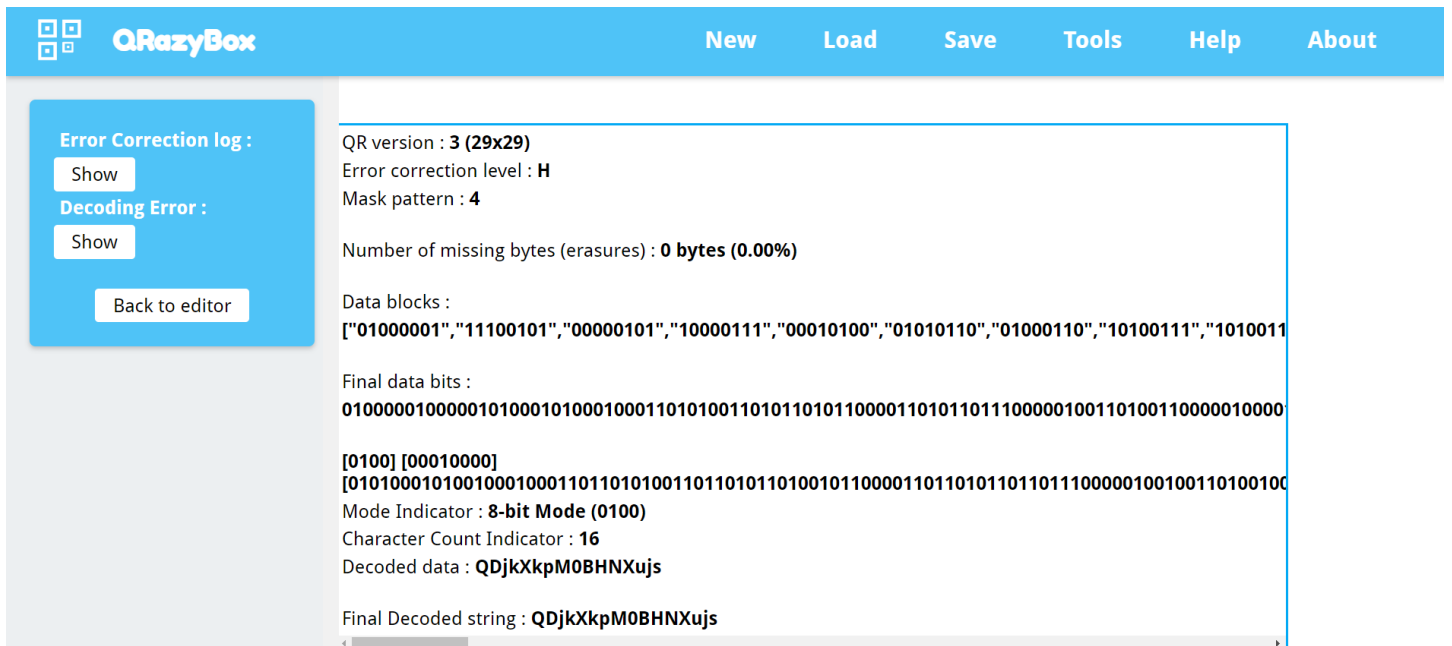 QRazyBox
New Load Save Tools Help About
Error Correction log :
Show
Decoding Error :
Show
Back to editor
QR version : 3 (29x29)
Error correction level : H
Mask pattern : 4
Number of missing bytes (erasures) : 0 bytes (0.00%)
Data blocks :
["01000001","11100101","00000101","10000111","00010100","01010110","01000110","10100111","1010011
Final data bits :
010000010000010100010100010001101010011010110101100001101011011100000100110100110000010000
[0100] [00010000]
[010100010100100010001101101010011011010110100101100001101101011011011100000100100110100100
Mode Indicator : 8-bit Mode (0100)
Character Count Indicator : 16
Decoded data : QDjkXkpM0BHNXujs
Final Decoded string : QDjkXkpM0BHNXujs